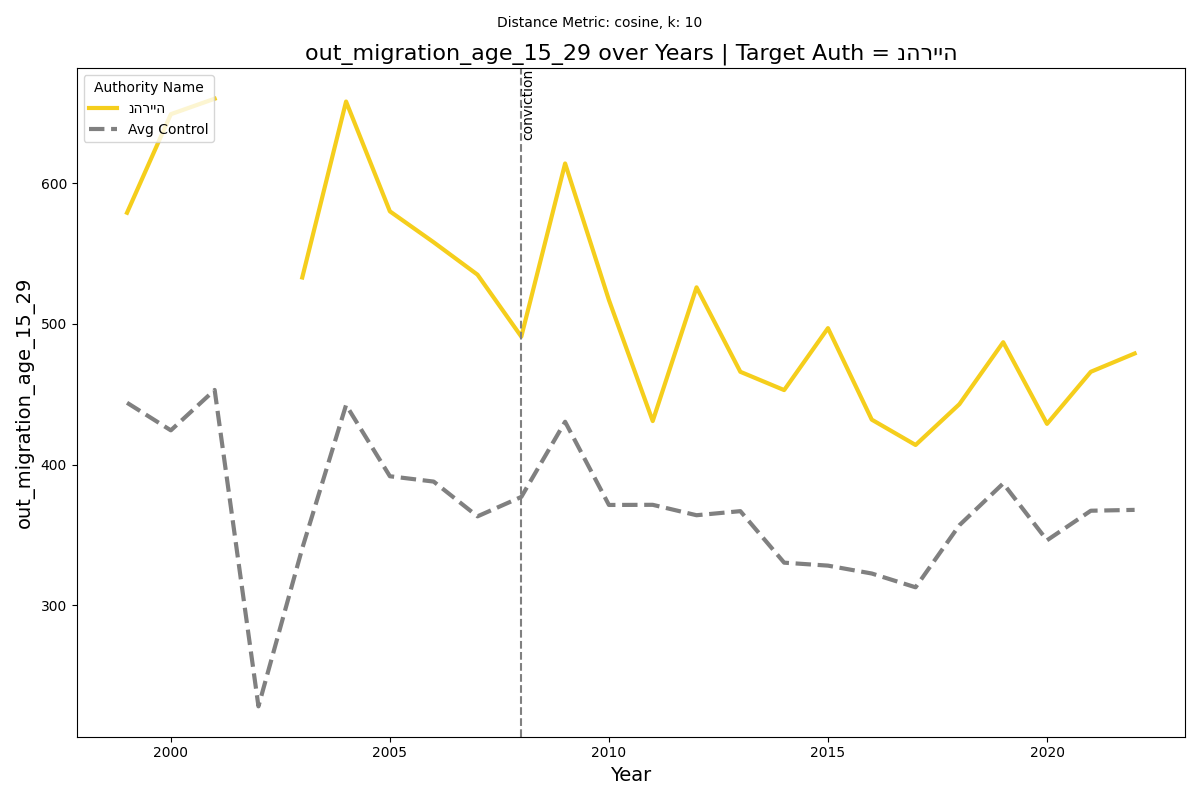 Distance Metric: cosine, k: 10
out_migration_age_15_29 over Years | Target Auth = נהרייה
Authority Name
נהרייה
Avg Control
conviction
out_migration_age_15_29
600
500
400
300
2000
2005
2010
2015
2020
Year